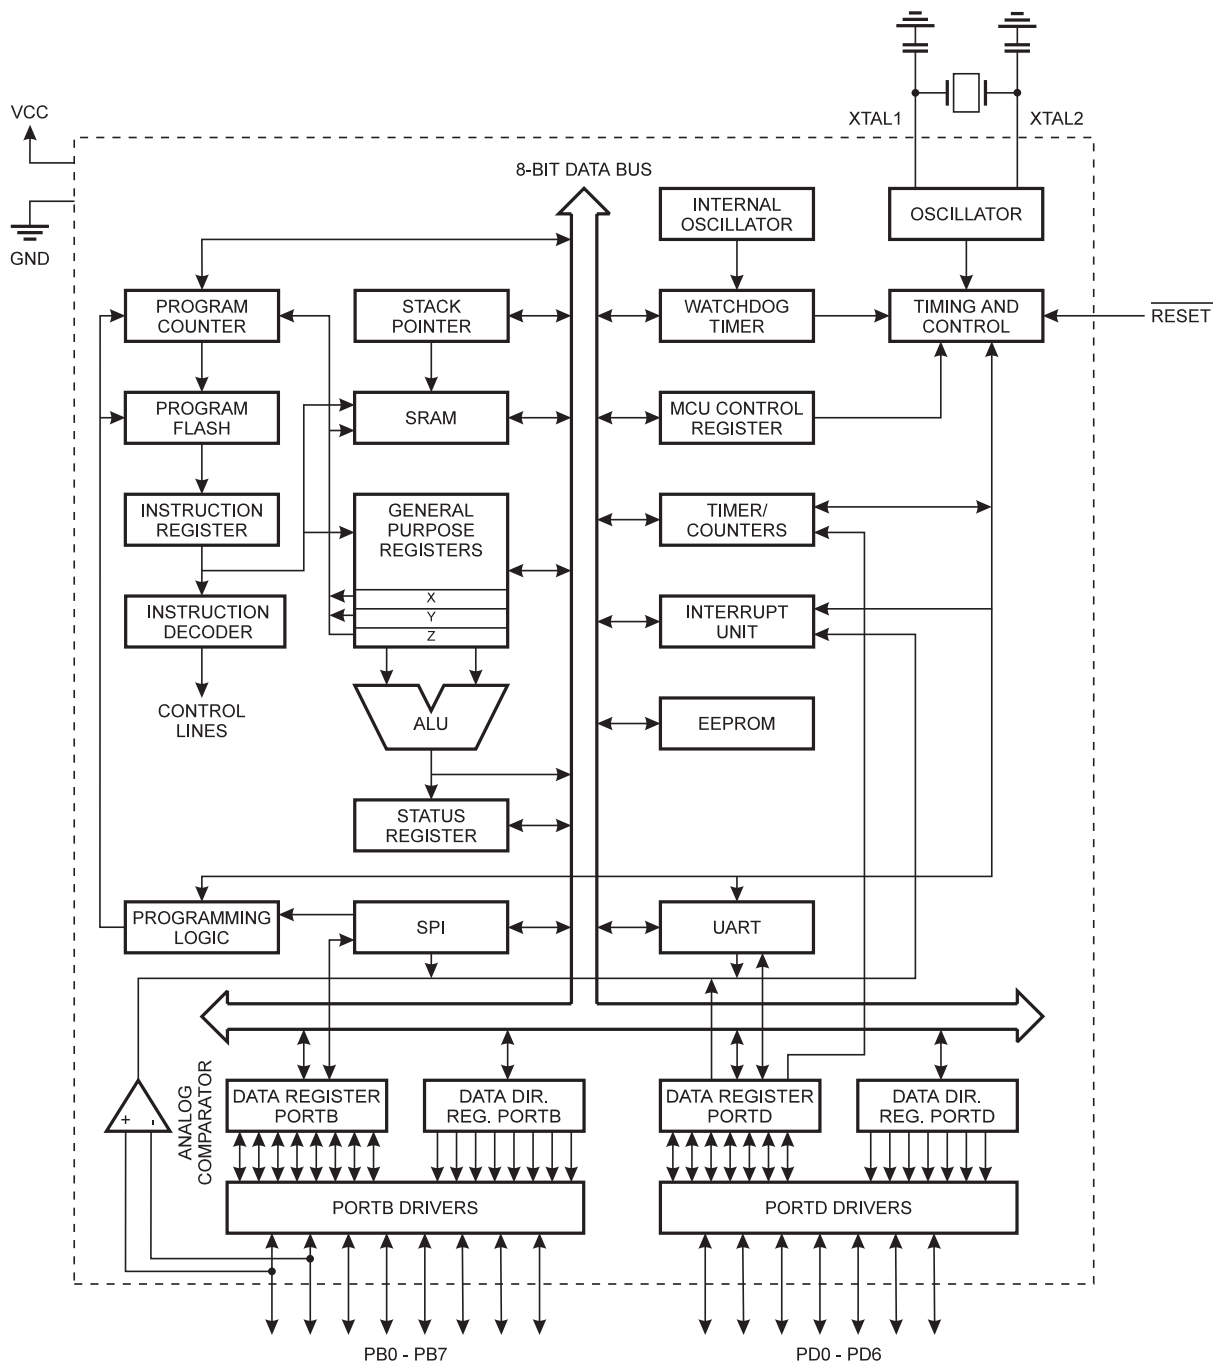 XTAL1
XTAL2
VCC
GND
8-BIT DATA BUS
INTERNAL
OSCILLATOR
OSCILLATOR
PROGRAM
COUNTER
STACK
POINTER
WATCHDOG
TIMER
TIMING AND
CONTROL
RESET
PROGRAM
FLASH
SRAM
MCU CONTROL
REGISTER
INSTRUCTION
REGISTER
GENERAL
PURPOSE
REGISTERS
X
Y
Z
TIMER/
COUNTERS
INSTRUCTION
DECODER
INTERRUPT
UNIT
CONTROL
LINES
ALU
EEPROM
STATUS
REGISTER
PROGRAMMING
LOGIC
SPI
UART
ANALOG
COMPARATOR
+
-
DATA REGISTER
PORTB
DATA DIR.
REG. PORTB
DATA REGISTER
PORTD
DATA DIR.
REG. PORTD
PORTB DRIVERS
PORTD DRIVERS
PB0 - PB7
PD0 - PD6